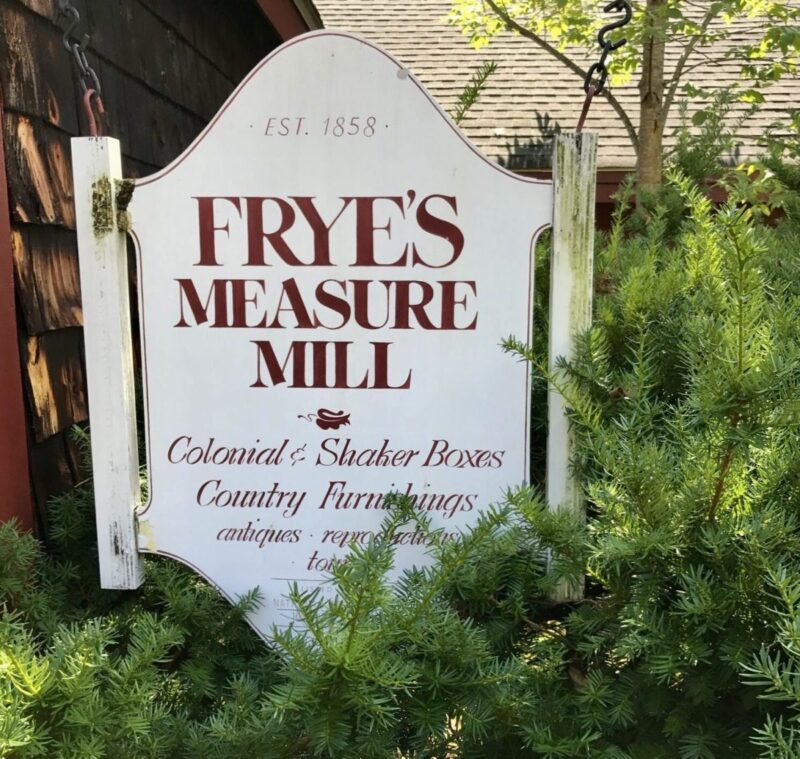 · EST. 1858 ·
FRYE'S
MEASURE
MILL
Colonial & Shaker Boxes
Country Furnishings
antiques · reproductions